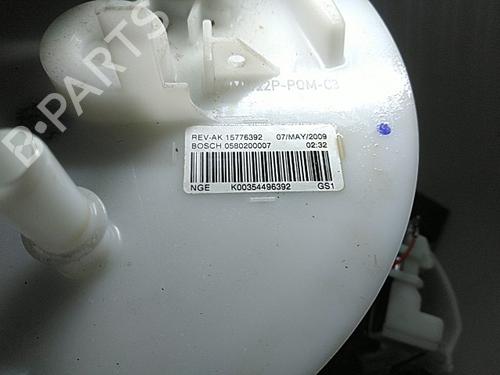 22P-POM-C3
REV-AK 15776392 07/MAY/2009
BOSCH 0580200007 02:32
NGE K00354496392 GS1
B-PARTS